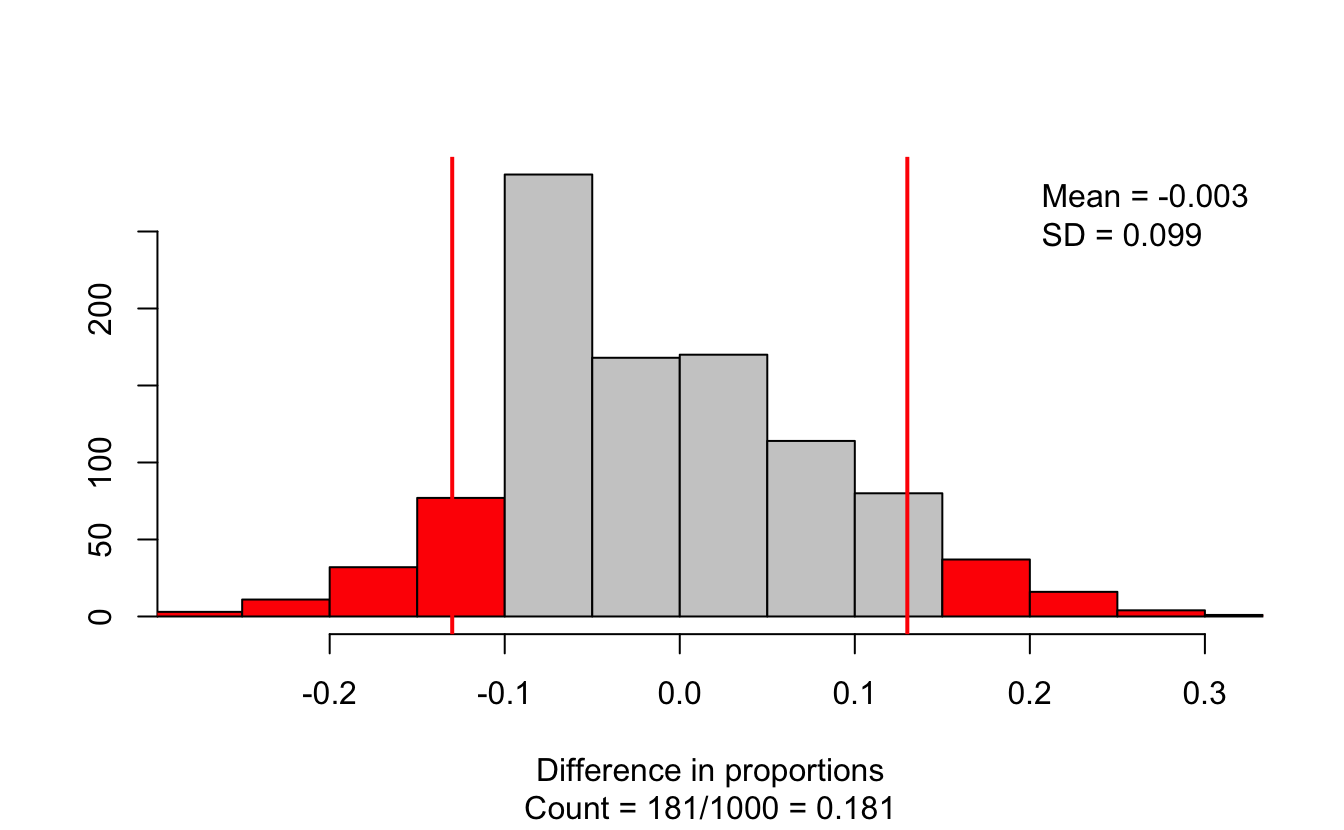 Mean = -0.003
SD = 0.099
200
100
50
0
-0.2 -0.1 0.0 0.1 0.2 0.3
Difference in proportions
Count = 181/1000 = 0.181